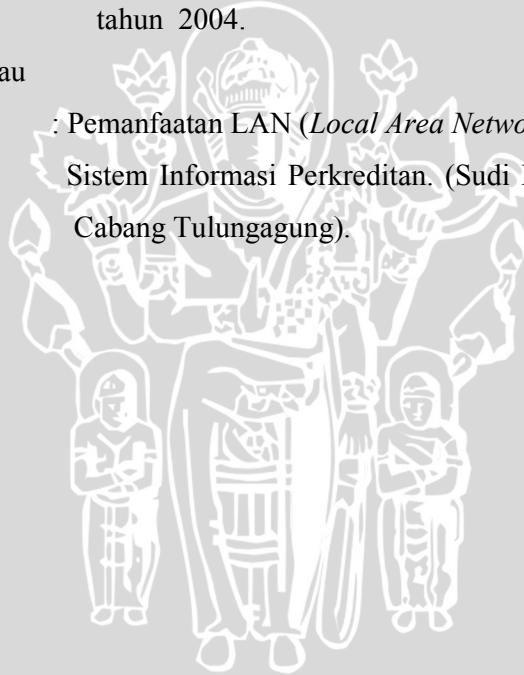 tahun 2004.
au
: Pemanfaatan LAN (Local Area Netwo
Sistem Informasi Perkreditan. (Sudi
Cabang Tulungagung).